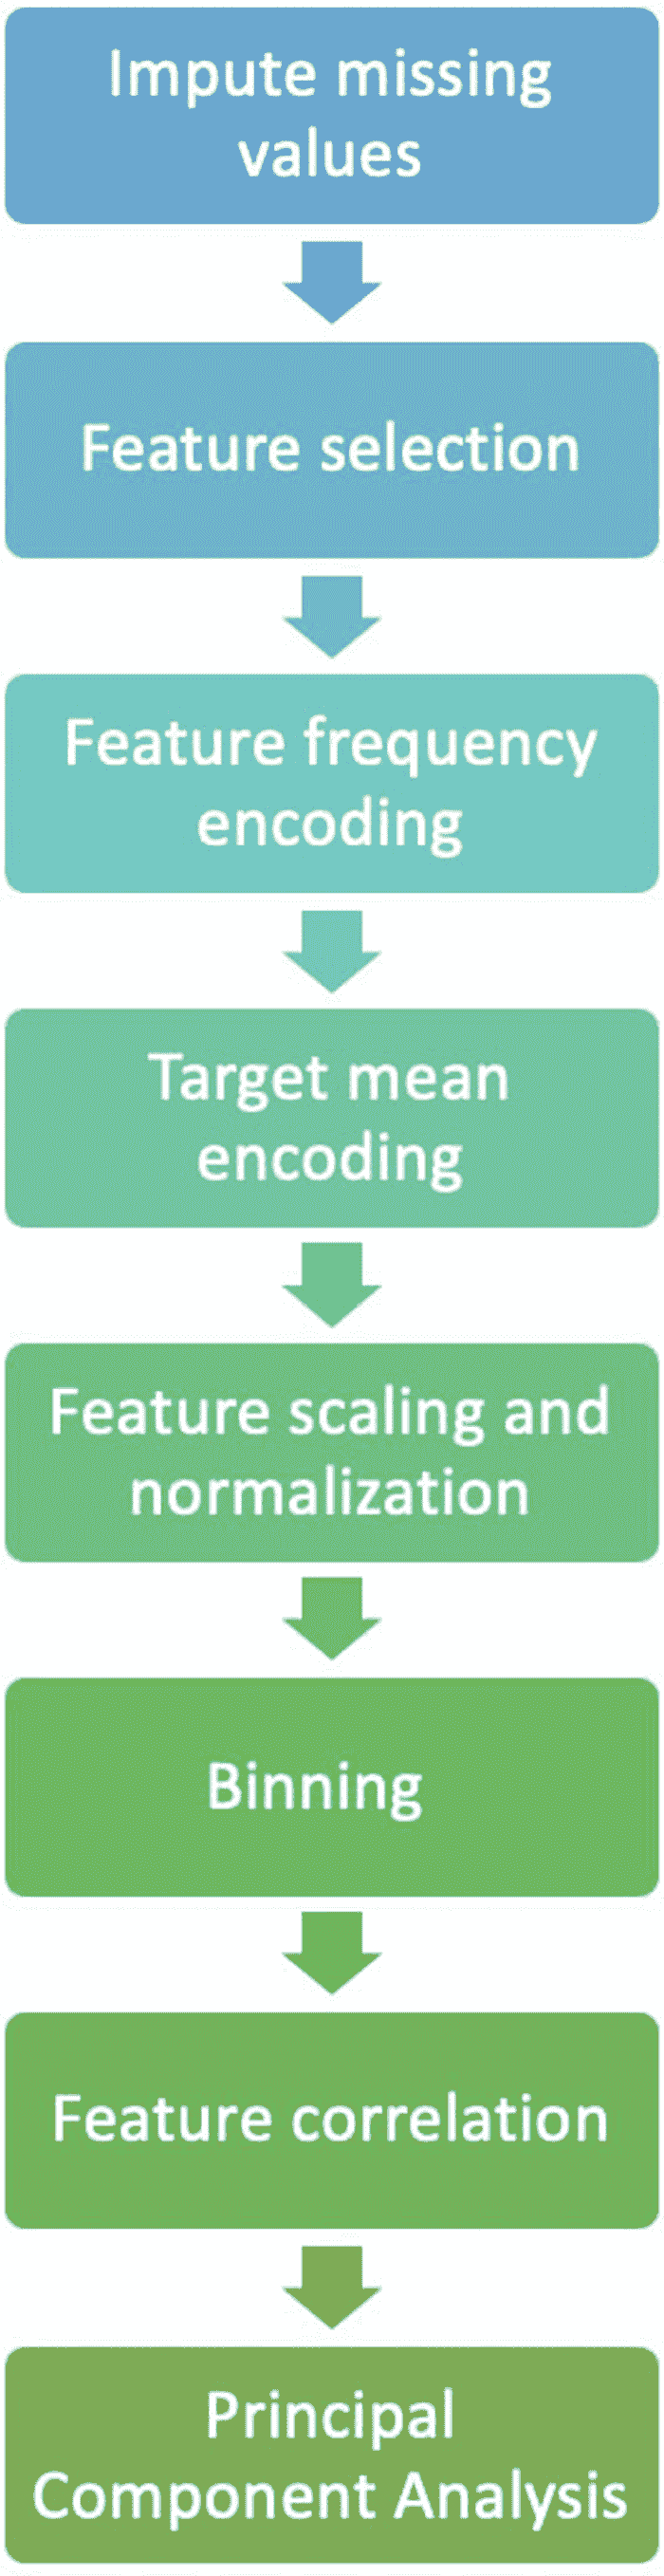 Impute missing
values
Feature selection
Feature frequency
encoding
Target mean
encoding
Feature scaling and
normalization
Binning
Feature correlation
Principal
Component Analysis